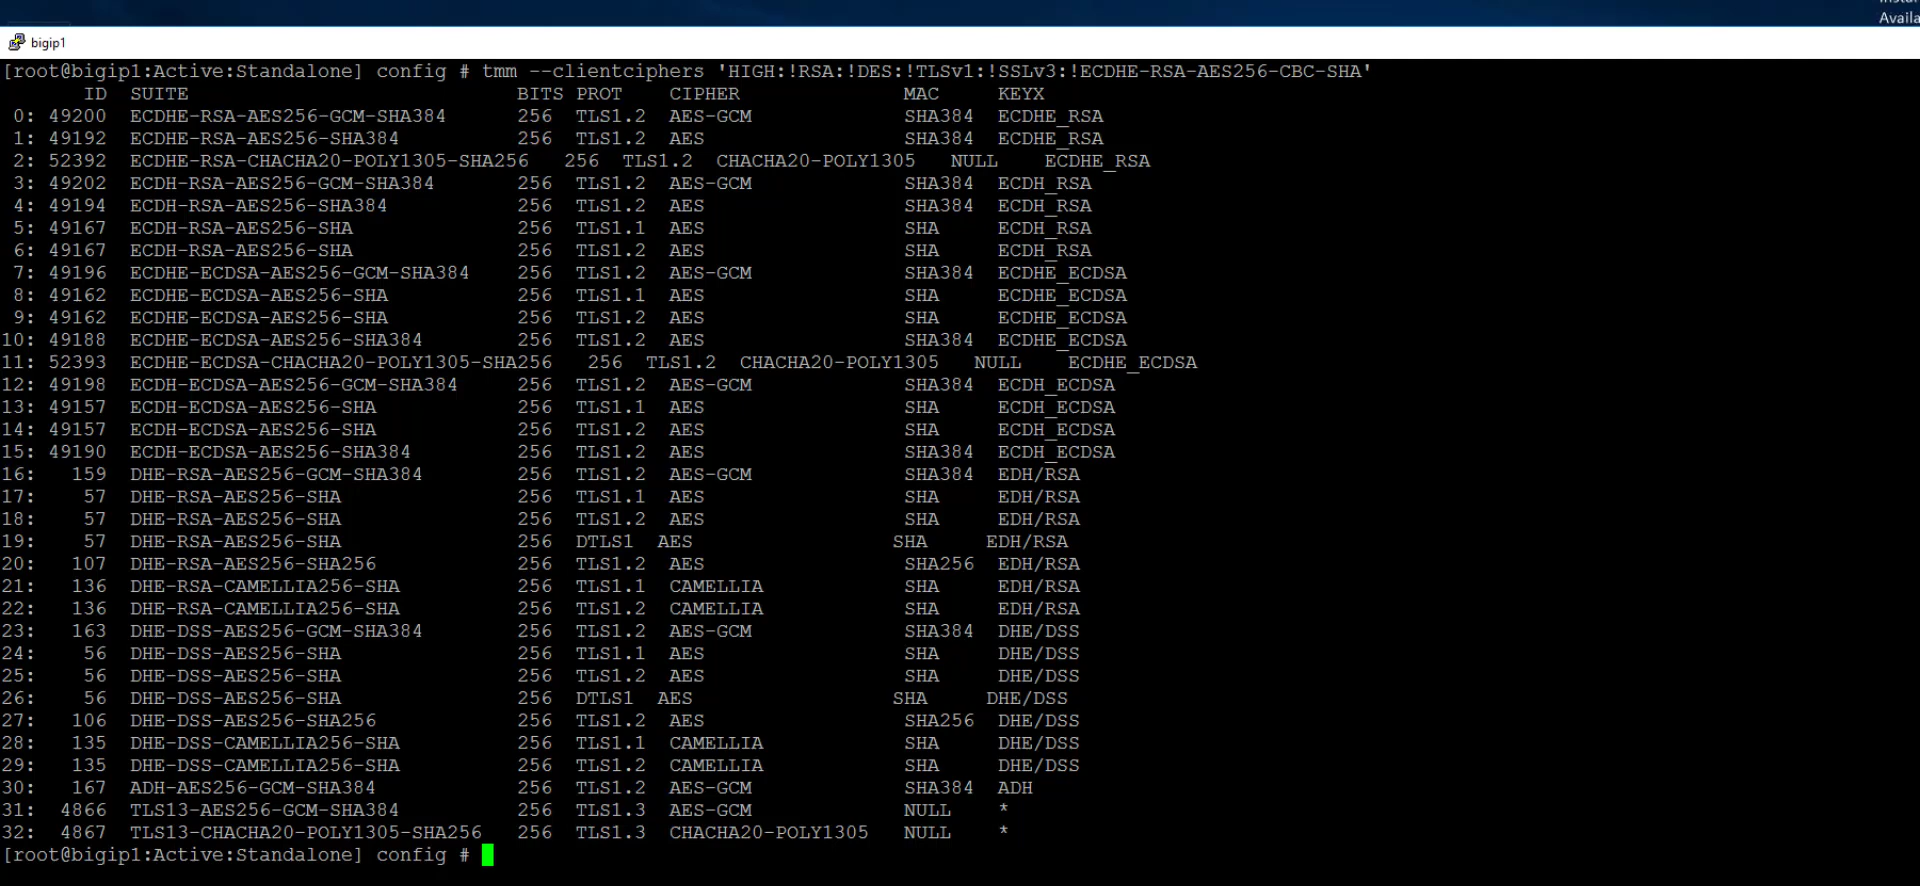 Availa
bigip1
[root@bigip1:Active:Standalone] config # tmm --clientciphers 'HIGH:!RSA:!DES:!TLSv1:!SSLv3:!ECDHE-RSA-AES256-CBC-SHA'
ID SUITE BITS PROT CIPHER MAC KEYX
0: 49200 ECDHE-RSA-AES256-GCM-SHA384 256 TLS1.2 AES-GCM SHA384 ECDHE_RSA
1: 49192 ECDHE-RSA-AES256-SHA384 256 TLS1.2 AES SHA384 ECDHE_RSA
2: 52392 ECDHE-RSA-CHACHA20-POLY1305-SHA256 256 TLS1.2 CHACHA20-POLY1305 NULL ECDHE_RSA
3: 49202 ECDH-RSA-AES256-GCM-SHA384 256 TLS1.2 AES-GCM SHA384 ECDH_RSA
4: 49194 ECDH-RSA-AES256-SHA384 256 TLS1.2 AES SHA384 ECDH_RSA
5: 49167 ECDH-RSA-AES256-SHA 256 TLS1.1 AES SHA ECDH_RSA
6: 49167 ECDH-RSA-AES256-SHA 256 TLS1.2 AES SHA ECDH_RSA
7: 49196 ECDHE-ECDSA-AES256-GCM-SHA384 256 TLS1.2 AES-GCM SHA384 ECDHE_ECDSA
8: 49162 ECDHE-ECDSA-AES256-SHA 256 TLS1.1 AES SHA ECDHE_ECDSA
9: 49162 ECDHE-ECDSA-AES256-SHA 256 TLS1.2 AES SHA ECDHE_ECDSA
10: 49188 ECDHE-ECDSA-AES256-SHA384 256 TLS1.2 AES SHA384 ECDHE_ECDSA
11: 52393 ECDHE-ECDSA-CHACHA20-POLY1305-SHA256 256 TLS1.2 CHACHA20-POLY1305 NULL ECDHE_ECDSA
12: 49198 ECDH-ECDSA-AES256-GCM-SHA384 256 TLS1.2 AES-GCM SHA384 ECDH_ECDSA
13: 49157 ECDH-ECDSA-AES256-SHA 256 TLS1.1 AES SHA ECDH_ECDSA
14: 49157 ECDH-ECDSA-AES256-SHA 256 TLS1.2 AES SHA ECDH_ECDSA
15: 49190 ECDH-ECDSA-AES256-SHA384 256 TLS1.2 AES SHA384 ECDH_ECDSA
16: 159 DHE-RSA-AES256-GCM-SHA384 256 TLS1.2 AES-GCM SHA384 EDH/RSA
17: 57 DHE-RSA-AES256-SHA 256 TLS1.1 AES SHA EDH/RSA
18: 57 DHE-RSA-AES256-SHA 256 TLS1.2 AES SHA EDH/RSA
19: 57 DHE-RSA-AES256-SHA 256 DTLS1 AES SHA EDH/RSA
20: 107 DHE-RSA-AES256-SHA256 256 TLS1.2 AES SHA256 EDH/RSA
21: 136 DHE-RSA-CAMELLIA256-SHA 256 TLS1.1 CAMELLIA SHA EDH/RSA
22: 136 DHE-RSA-CAMELLIA256-SHA 256 TLS1.2 CAMELLIA SHA EDH/RSA
23: 163 DHE-DSS-AES256-GCM-SHA384 256 TLS1.2 AES-GCM SHA384 DHE/DSS
24: 56 DHE-DSS-AES256-SHA 256 TLS1.1 AES SHA DHE/DSS
25: 56 DHE-DSS-AES256-SHA 256 TLS1.2 AES SHA DHE/DSS
26: 56 DHE-DSS-AES256-SHA 256 DTLS1 AES SHA DHE/DSS
27: 106 DHE-DSS-AES256-SHA256 256 TLS1.2 AES SHA256 DHE/DSS
28: 135 DHE-DSS-CAMELLIA256-SHA 256 TLS1.1 CAMELLIA SHA DHE/DSS
29: 135 DHE-DSS-CAMELLIA256-SHA 256 TLS1.2 CAMELLIA SHA DHE/DSS
30: 167 ADH-AES256-GCM-SHA384 256 TLS1.2 AES-GCM SHA384 ADH
31: 4866 TLS13-AES256-GCM-SHA384 256 TLS1.3 AES-GCM NULL *
32: 4867 TLS13-CHACHA20-POLY1305-SHA256 256 TLS1.3 CHACHA20-POLY1305 NULL *
[root@bigip1:Active:Standalone] config #